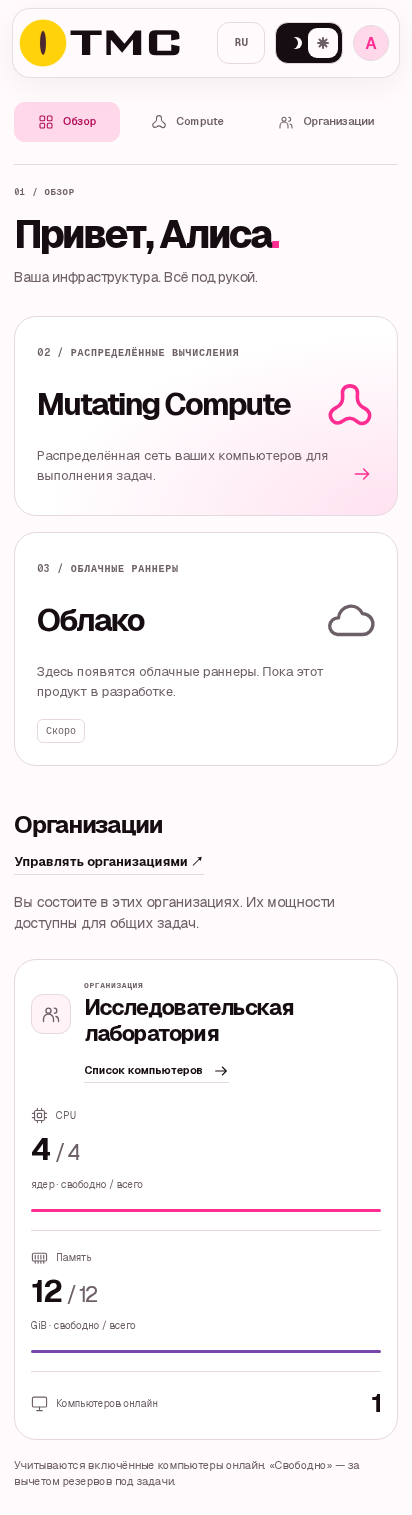 TMC
RU
A
Обзор
Compute
Организации
01 / ОБЗОР
Привет, Алиса.
Ваша инфраструктура. Всё под рукой.
02 / РАСПРЕДЕЛЁННЫЕ ВЫЧИСЛЕНИЯ
Mutating Compute
Распределённая сеть ваших компьютеров для
выполнения задач.
03 / ОБЛАЧНЫЕ РАННЕРЫ
Облако
Здесь появятся облачные раннеры. Пока этот
продукт в разработке.
Скоро
Организации
Управлять организациями ↗
Вы состоите в этих организациях. Их мощности
доступны для общих задач.
ОРГАНИЗАЦИЯ
Исследовательская
лаборатория
Список компьютеров →
CPU
4 / 4
ядер · свободно / всего
Память
12 / 12
GiB · свободно / всего
Компьютеров онлайн 1
Учитываются включённые компьютеры онлайн. «Свободно» — за
вычетом резервов под задачи.